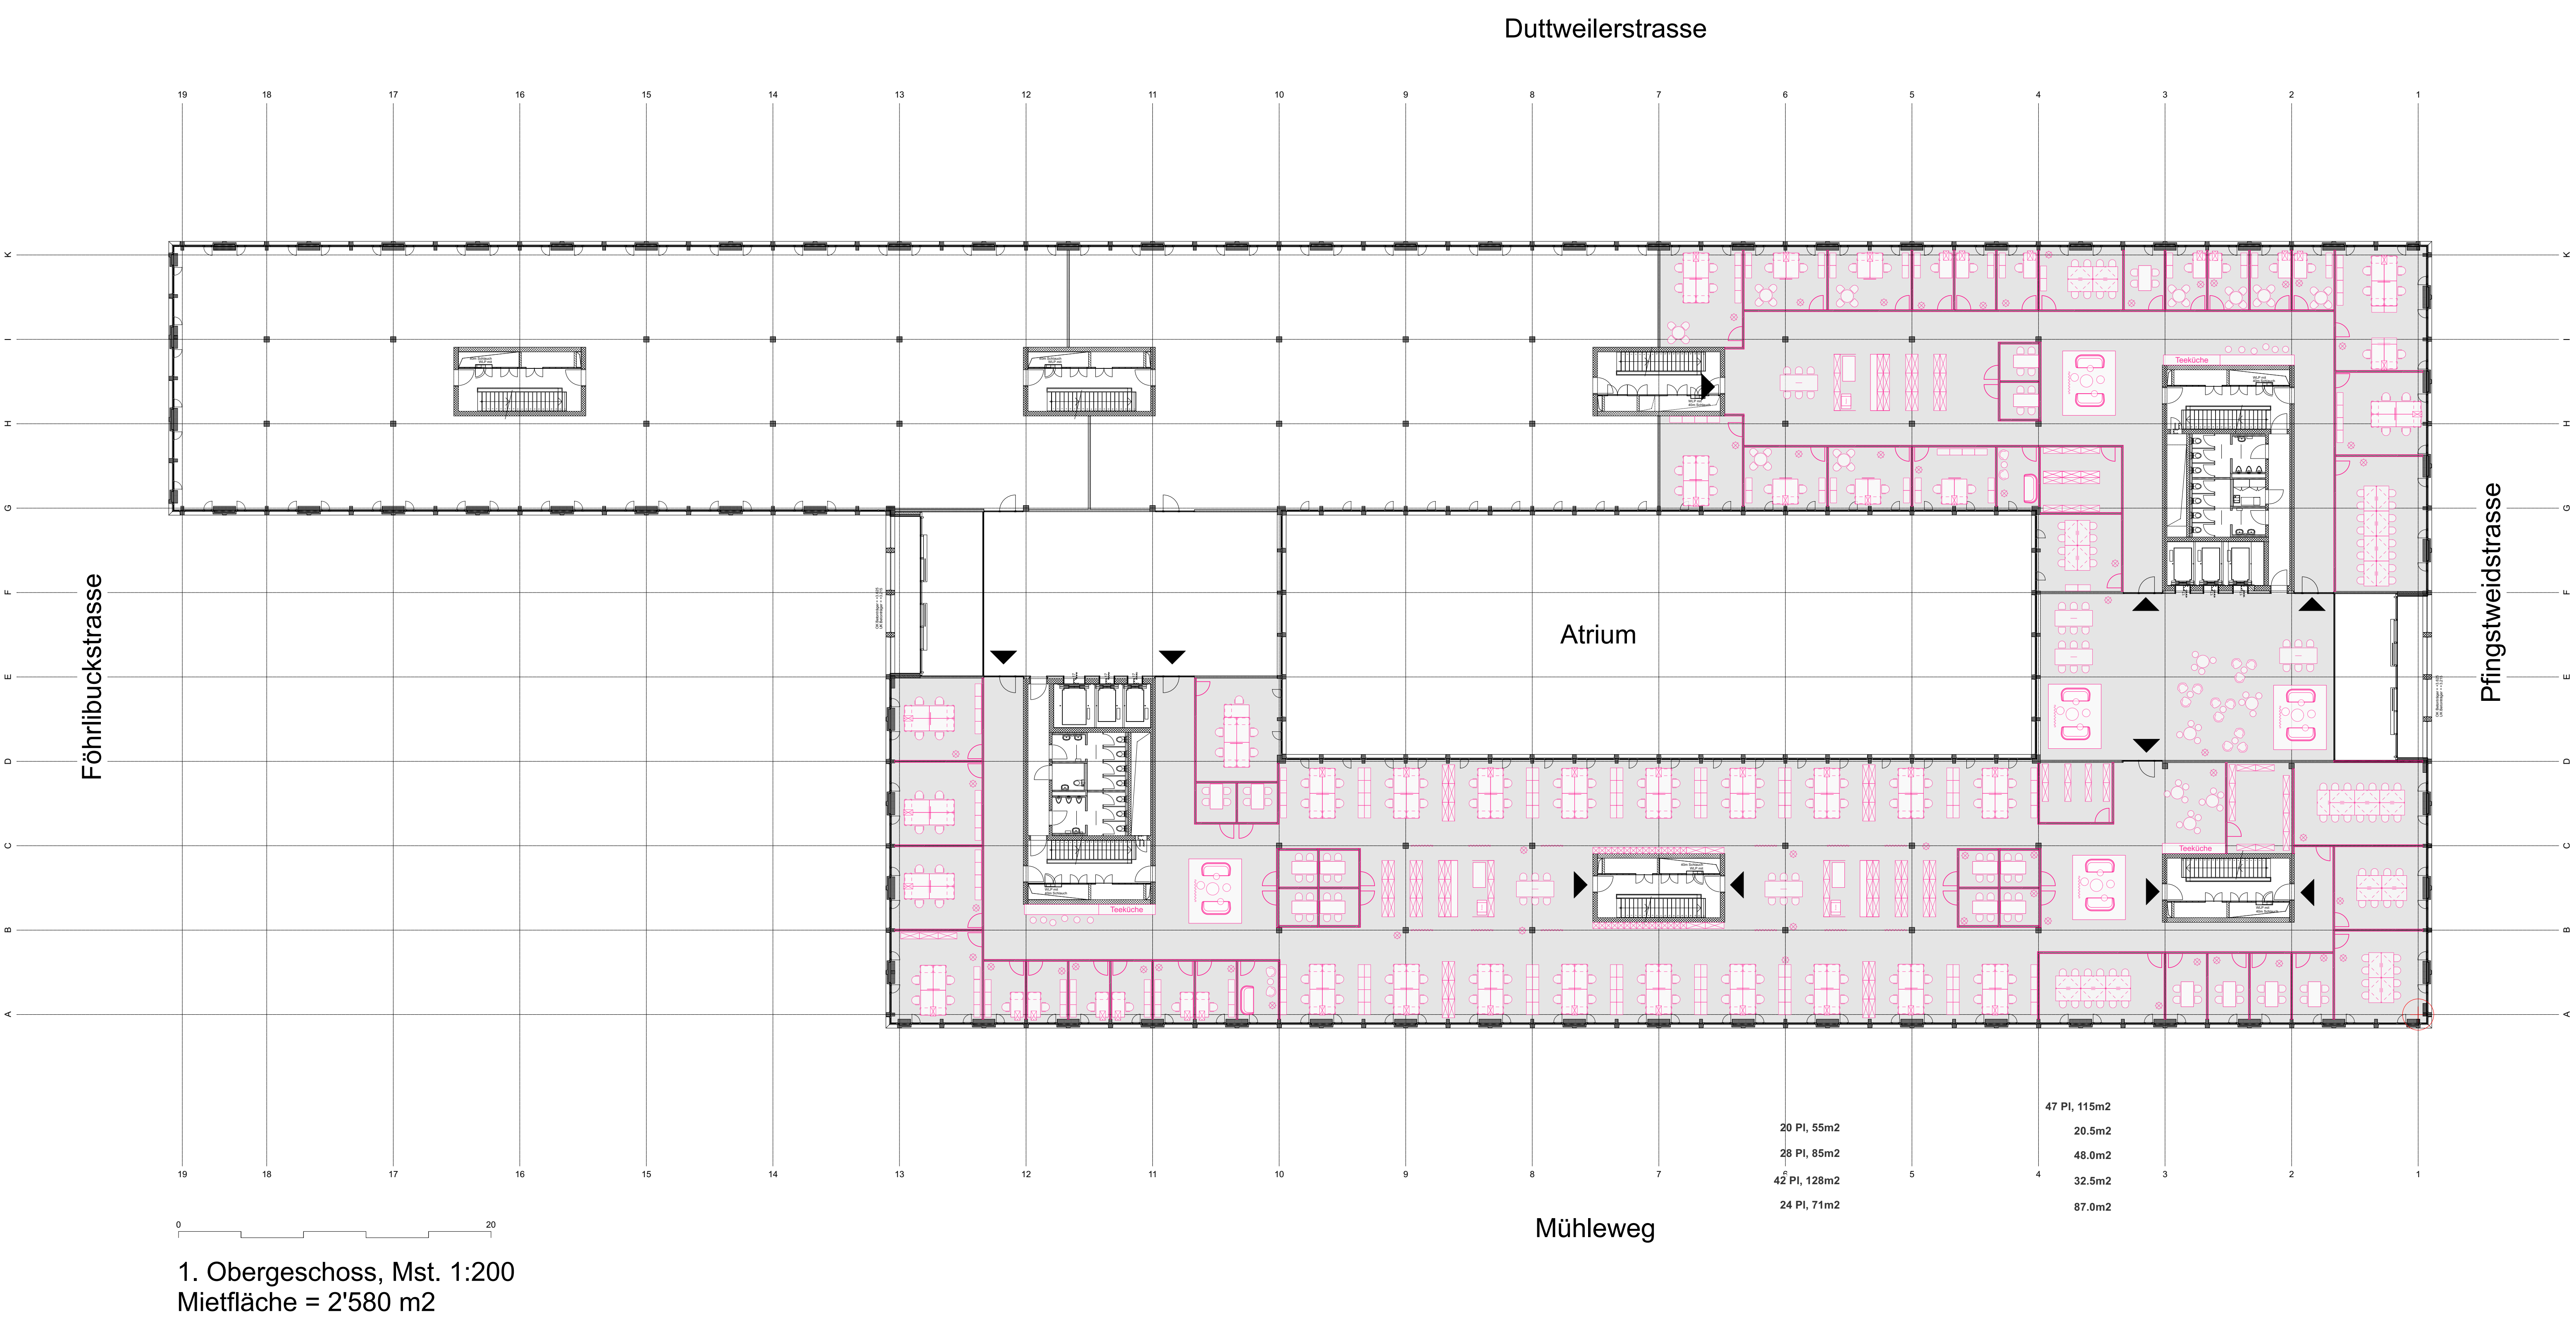 Duttweilerstrasse
19 18 17 16 15 14 13 12 11 10 9 8 7 6 5 4 3 2 1
K K
I I
Teeküche
H H
G G
F F
Föhrlibuckstrasse
Pfingstweidstrasse
Atrium
E E
D D
C C
Teeküche
Teeküche
B B
A A
47 Pl, 115m2
20 Pl, 55m2
20.5m2
28 Pl, 85m2
48.0m2
19 18 17 16 15 14 13 12 11 10 9 8 7 6 5 4 3 2 1
42 Pl, 128m2
32.5m2
24 Pl, 71m2
87.0m2
0 20
Mühleweg
1. Obergeschoss, Mst. 1:200
Mietfläche = 2'580 m2